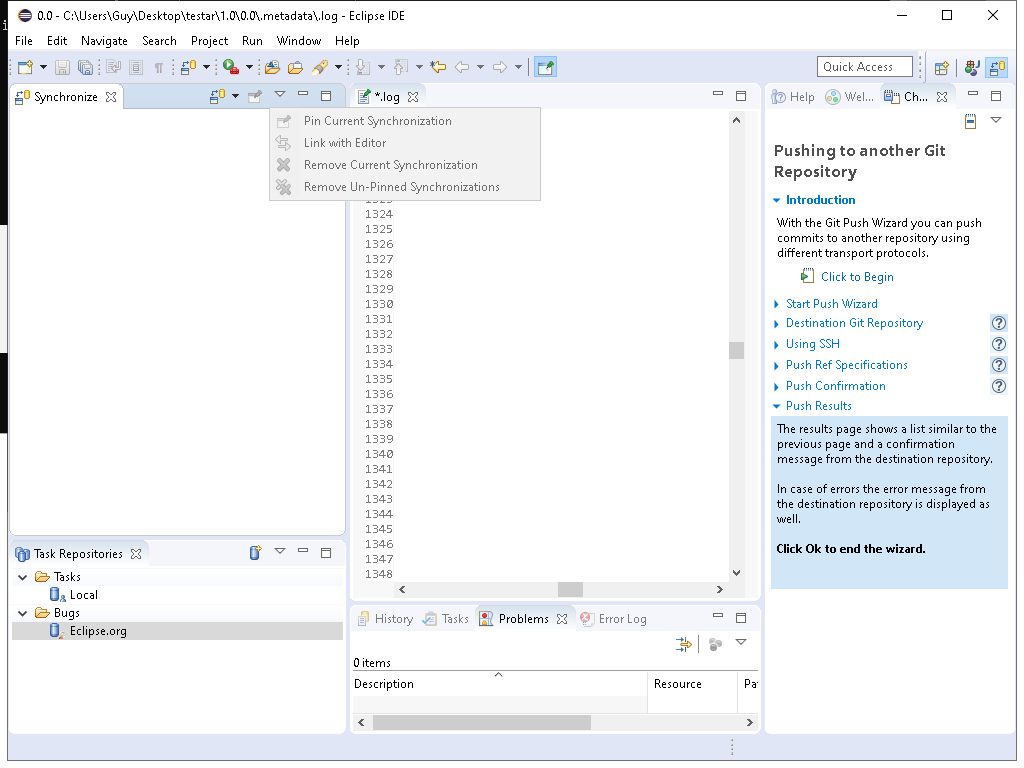 0.0 - C:\Users\Guy\Desktop\testar\1.0\0.0\.metadata\.log - Eclipse IDE
File Edit Navigate Search Project Run Window Help
Quick Access
Synchronize
*.log
Help Wel... Ch...
Pin Current Synchronization
Link with Editor
Remove Current Synchronization
Remove Un-Pinned Synchronizations
1324
1325
1326
1327
1328
1329
1330
1331
1332
1333
1334
1335
1336
1337
1338
1339
1340
1341
1342
1343
1344
1345
1346
1347
1348
Pushing to another Git
Repository
Introduction
With the Git Push Wizard you can push
commits to another repository using
different transport protocols.
Click to Begin
Start Push Wizard
Destination Git Repository
Using SSH
Push Ref Specifications
Push Confirmation
Push Results
The results page shows a list similar to the
previous page and a confirmation
message from the destination repository.
In case of errors the error message from
the destination repository is displayed as
well.
Click Ok to end the wizard.
Task Repositories
Tasks
Local
Bugs
Eclipse.org
History Tasks Problems Error Log
0 items
Description Resource Pa